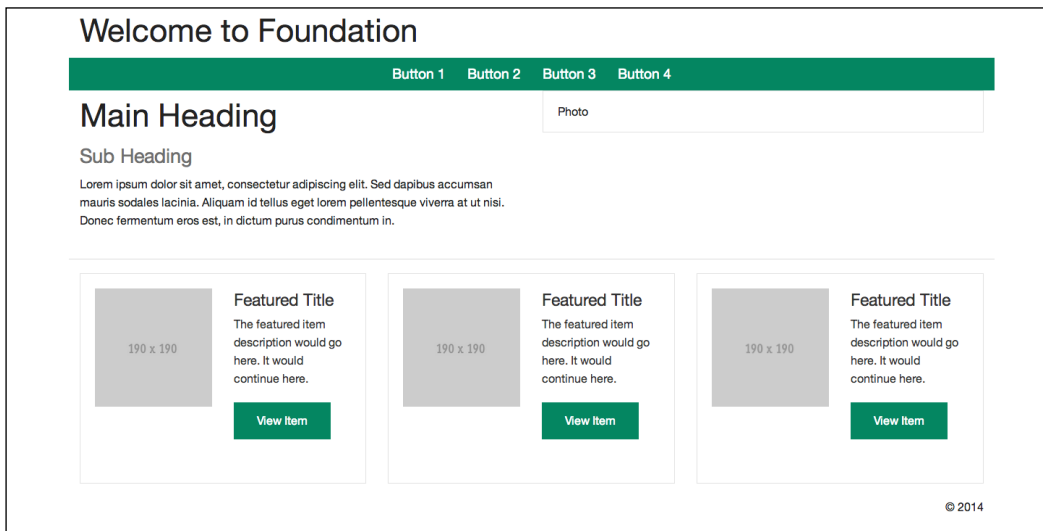 Welcome to Foundation
Button 1 Button 2 Button 3 Button 4
Main Heading
Sub Heading
Lorem ipsum dolor sit amet, consectetur adipiscing elit. Sed dapibus accumsan
mauris sodales lacinia. Aliquam id tellus eget lorem pellentesque viverra at ut nisi.
Donec fermentum eros est, in dictum purus condimentum in.
Photo
190 x 190
Featured Title
The featured item
description would go
here. It would
continue here.
View Item
190 x 190
Featured Title
The featured item
description would go
here. It would
continue here.
View Item
190 x 190
Featured Title
The featured item
description would go
here. It would
continue here.
View Item
© 2014